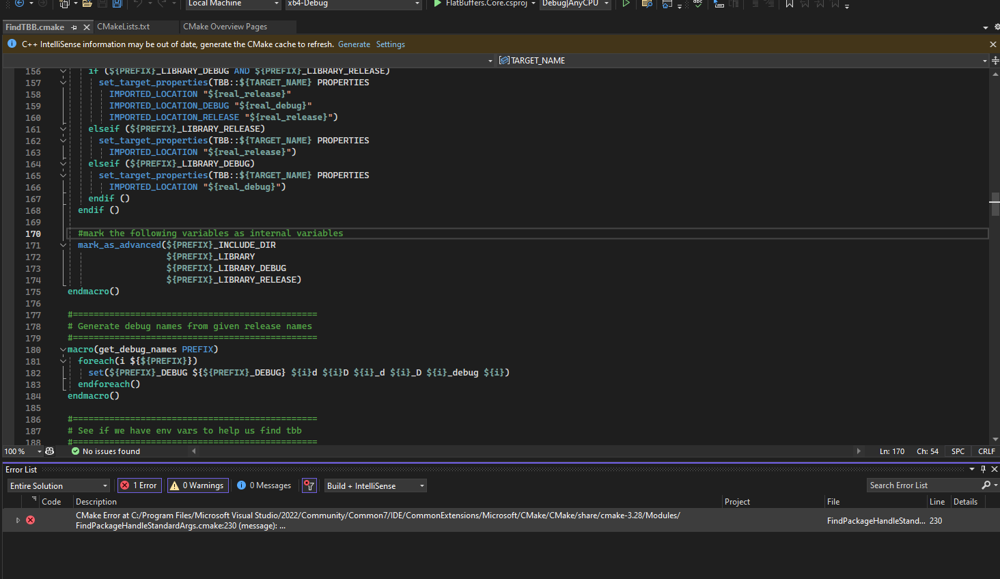 Local Machine x64-Debug FlatBuffers.Core.csproj Debug|AnyCPU
FindTBB.cmake CMakeLists.txt CMake Overview Pages
C++ IntelliSense information may be out of date, generate the CMake cache to refresh. Generate Settings
TARGET_NAME
156 if (${PREFIX}_LIBRARY_DEBUG AND ${PREFIX}_LIBRARY_RELEASE)
157 set_target_properties(TBB::${TARGET_NAME} PROPERTIES
158 IMPORTED_LOCATION "${real_release}"
159 IMPORTED_LOCATION_DEBUG "${real_debug}"
160 IMPORTED_LOCATION_RELEASE "${real_release}")
161 elseif (${PREFIX}_LIBRARY_RELEASE)
162 set_target_properties(TBB::${TARGET_NAME} PROPERTIES
163 IMPORTED_LOCATION "${real_release}")
164 elseif (${PREFIX}_LIBRARY_DEBUG)
165 set_target_properties(TBB::${TARGET_NAME} PROPERTIES
166 IMPORTED_LOCATION "${real_debug}")
167 endif ()
168 endif ()
169
170 #mark the following variables as internal variables
171 mark_as_advanced(${PREFIX}_INCLUDE_DIR
172 ${PREFIX}_LIBRARY
173 ${PREFIX}_LIBRARY_DEBUG
174 ${PREFIX}_LIBRARY_RELEASE)
175 endmacro()
176
177 #===============================================
178 # Generate debug names from given release names
179 #===============================================
180 macro(get_debug_names PREFIX)
181 foreach(i ${${PREFIX}})
182 set(${PREFIX}_DEBUG ${${PREFIX}_DEBUG} ${i}d ${i}D ${i}_d ${i}_D ${i}_debug ${i})
183 endforeach()
184 endmacro()
185
186 #===============================================
187 # See if we have env vars to help us find tbb
188 #===============================================
100 % No issues found Ln: 170 Ch: 54 SPC CRLF
Error List
Entire Solution 1 Error 0 Warnings 0 Messages Build + IntelliSense Search Error List
Code Description Project File Line Details
CMake Error at C:/Program Files/Microsoft Visual Studio/2022/Community/Common7/IDE/CommonExtensions/Microsoft/CMake/CMake/share/cmake-3.28/Modules/
FindPackageHandleStandardArgs.cmake:230 (message): ... FindPackageHandleStand... 230